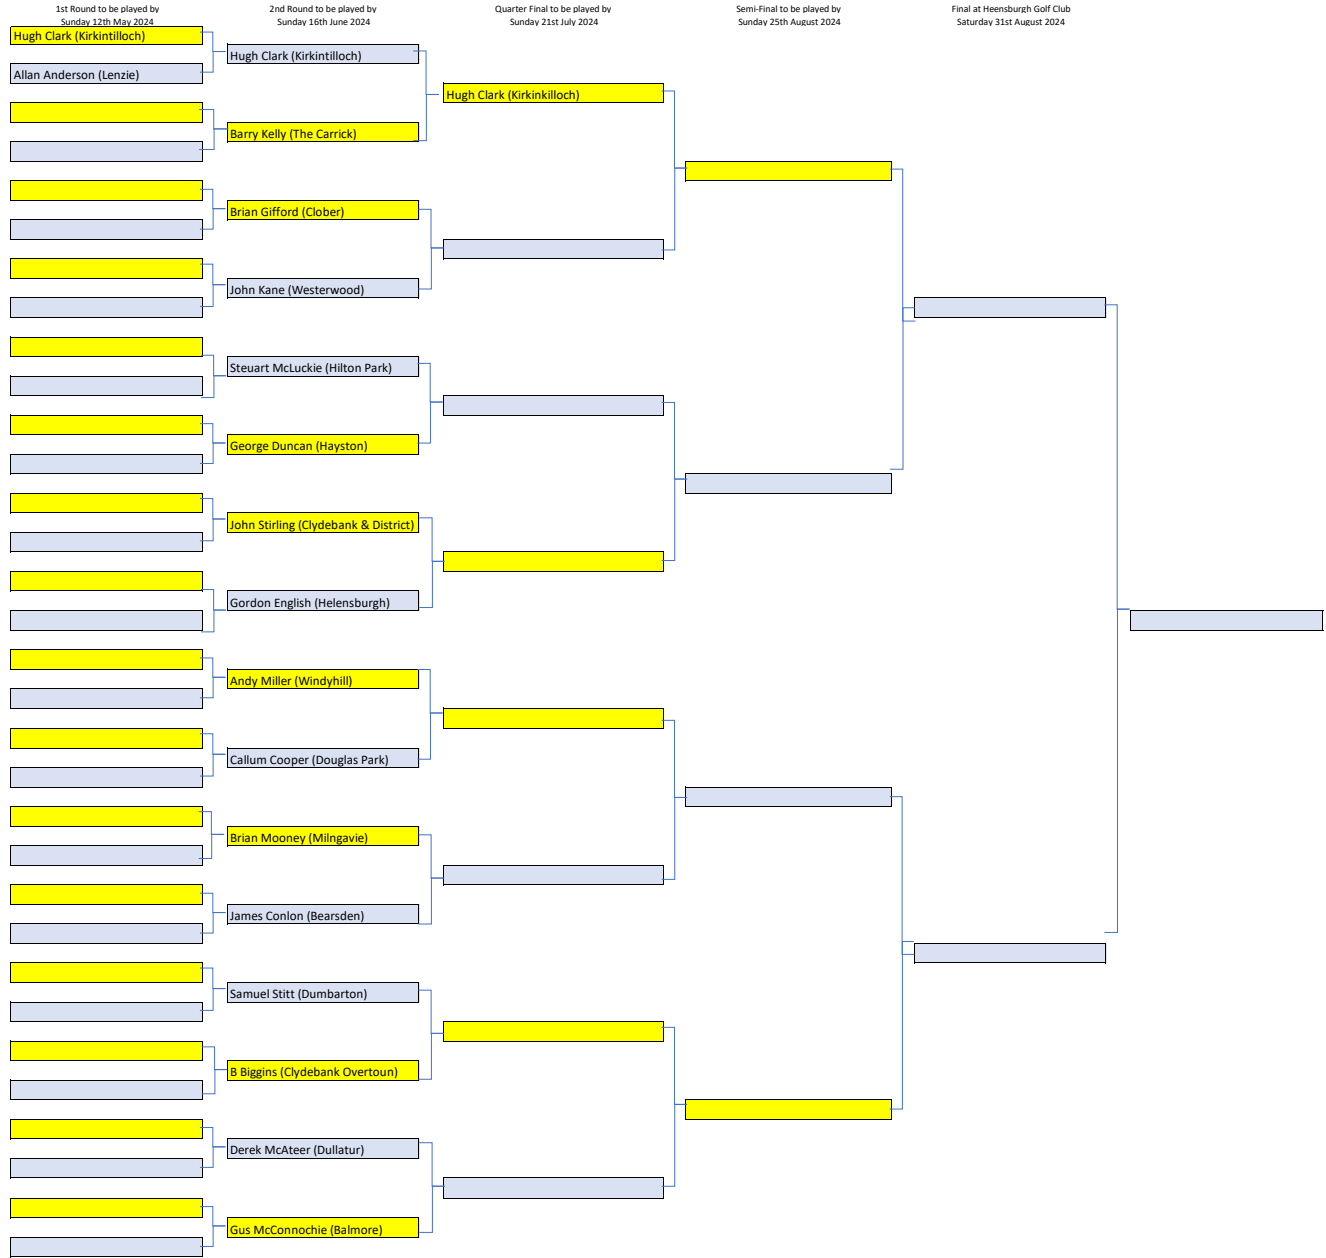 1st Round to be played by
Sunday 12th May 2024
2nd Round to be played by
Sunday 16th June 2024
Quarter Final to be played by
Sunday 21st July 2024
Semi-Final to be played by
Sunday 25th August 2024
Final at Heensburgh Golf Club
Saturday 31st August 2024
Hugh Clark (Kirkintilloch)
Allan Anderson (Lenzie)
Hugh Clark (Kirkintilloch)
Barry Kelly (The Carrick)
Brian Gifford (Clober)
John Kane (Westerwood)
Steuart McLuckie (Hilton Park)
George Duncan (Hayston)
John Stirling (Clydebank & District)
Gordon English (Helensburgh)
Andy Miller (Windyhill)
Callum Cooper (Douglas Park)
Brian Mooney (Milngavie)
James Conlon (Bearsden)
Samuel Stitt (Dumbarton)
B Biggins (Clydebank Overtoun)
Derek McAteer (Dullatur)
Gus McConnochie (Balmore)
Hugh Clark (Kirkinkilloch)